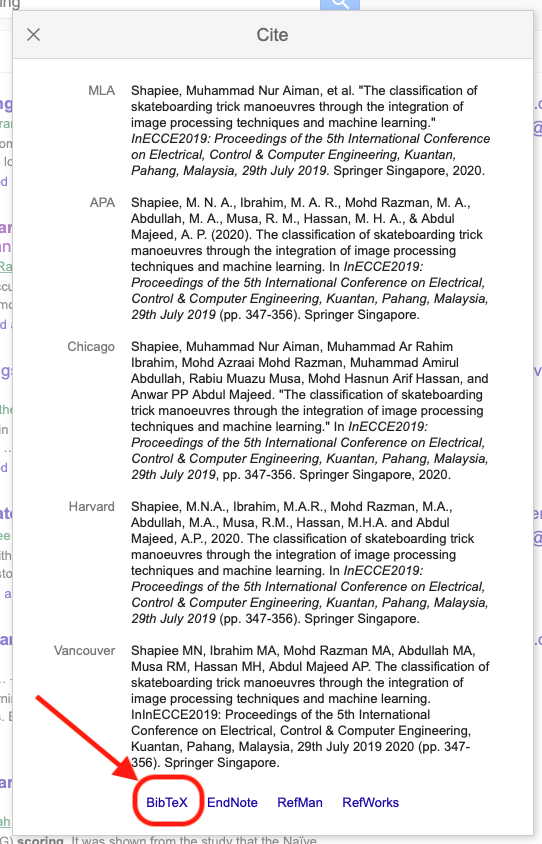 Cite
MLA
Shapiee, Muhammad Nur Aiman, et al. "The classification of
skateboarding trick manoeuvres through the integration of
image processing techniques and machine learning."
InECCE2019: Proceedings of the 5th International Conference
on Electrical, Control & Computer Engineering, Kuantan,
Pahang, Malaysia, 29th July 2019. Springer Singapore, 2020.
APA
Shapiee, M. N. A., Ibrahim, M. A. R., Mohd Razman, M. A.,
Abdullah, M. A., Musa, R. M., Hassan, M. H. A., & Abdul
Majeed, A. P. (2020). The classification of skateboarding trick
manoeuvres through the integration of image processing
techniques and machine learning. In InECCE2019:
Proceedings of the 5th International Conference on Electrical,
Control & Computer Engineering, Kuantan, Pahang, Malaysia,
29th July 2019 (pp. 347-356). Springer Singapore.
Chicago
Shapiee, Muhammad Nur Aiman, Muhammad Ar Rahim
Ibrahim, Mohd Azraai Mohd Razman, Muhammad Amirul
Abdullah, Rabiu Muazu Musa, Mohd Hasnun Arif Hassan, and
Anwar PP Abdul Majeed. "The classification of skateboarding
trick manoeuvres through the integration of image processing
techniques and machine learning." In InECCE2019:
Proceedings of the 5th International Conference on Electrical,
Control & Computer Engineering, Kuantan, Pahang, Malaysia,
29th July 2019, pp. 347-356. Springer Singapore, 2020.
Harvard
Shapiee, M.N.A., Ibrahim, M.A.R., Mohd Razman, M.A.,
Abdullah, M.A., Musa, R.M., Hassan, M.H.A. and Abdul
Majeed, A.P., 2020. The classification of skateboarding trick
manoeuvres through the integration of image processing
techniques and machine learning. In InECCE2019:
Proceedings of the 5th International Conference on Electrical,
Control & Computer Engineering, Kuantan, Pahang, Malaysia,
29th July 2019 (pp. 347-356). Springer Singapore.
Vancouver
Shapiee MN, Ibrahim MA, Mohd Razman MA, Abdullah MA,
Musa RM, Hassan MH, Abdul Majeed AP. The classification of
skateboarding trick manoeuvres through the integration of
image processing techniques and machine learning.
InInECCE2019: Proceedings of the 5th International
Conference on Electrical, Control & Computer Engineering,
Kuantan, Pahang, Malaysia, 29th July 2019 2020 (pp. 347-
356). Springer Singapore.
BibTeX EndNote RefMan RefWorks
scoring. It was shown from the study that the Naïve